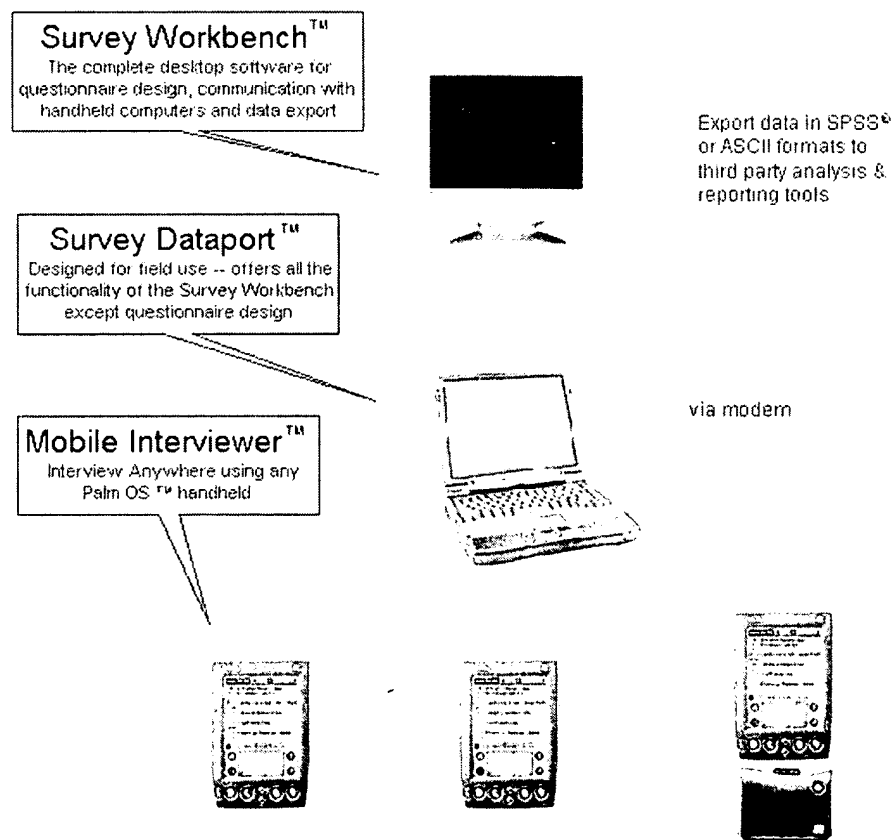 Survey Workbench™
The complete desktop software for
questionnaire design, communication with
handheld computers and data export
Export data in SPSS®
or ASCII formats to
third party analysis &
reporting tools
Survey Dataport™
Designed for field use -- offers all the
functionality of the Survey Workbench
except questionnaire design
via modem
Mobile Interviewer™
Interview Anywhere using any
Palm OS ™ handheld